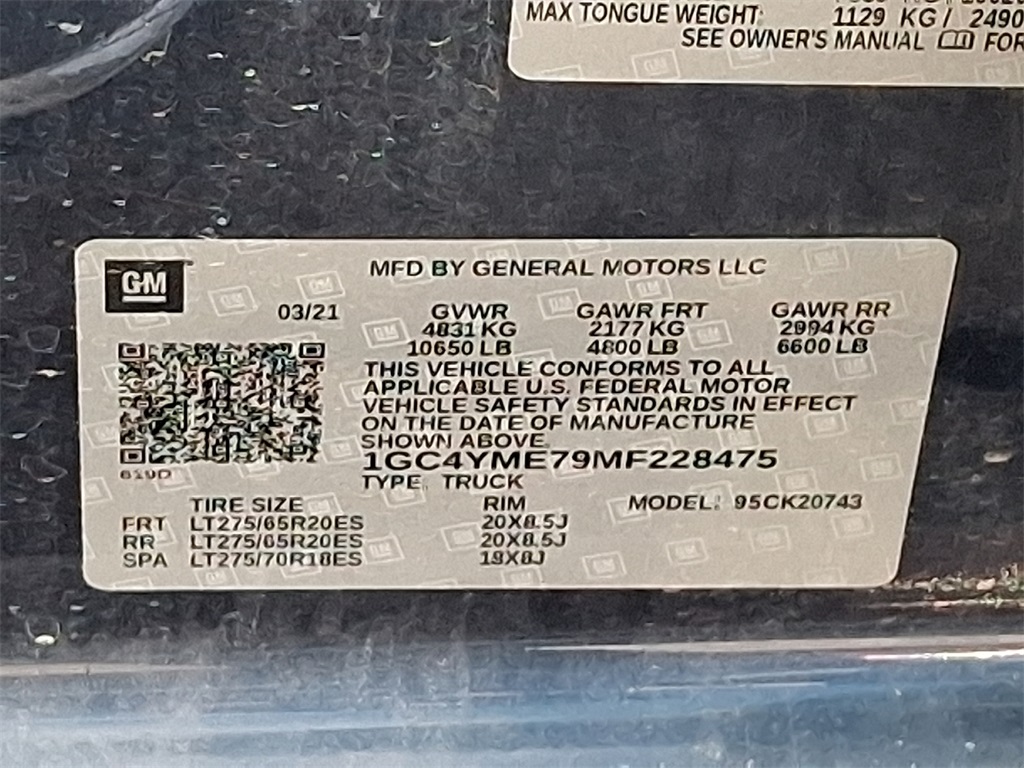 MAX TONGUE WEIGHT: 1129 KG / 2490
SEE OWNER'S MANUAL FOR
GM
MFD BY GENERAL MOTORS LLC
03/21 GVWR GAWR FRT GAWR RR
4831 KG 2177 KG 2994 KG
10650 LB 4800 LB 6600 LB
THIS VEHICLE CONFORMS TO ALL
APPLICABLE U.S. FEDERAL MOTOR
VEHICLE SAFETY STANDARDS IN EFFECT
ON THE DATE OF MANUFACTURE
SHOWN ABOVE.
1GC4YME79MF228475
619D
TYPE: TRUCK
TIRE SIZE RIM MODEL: 95CK20743
FRT LT275/65R20ES 20X8.5J
RR LT275/65R20ES 20X8.5J
SPA LT275/70R18ES 18X8J